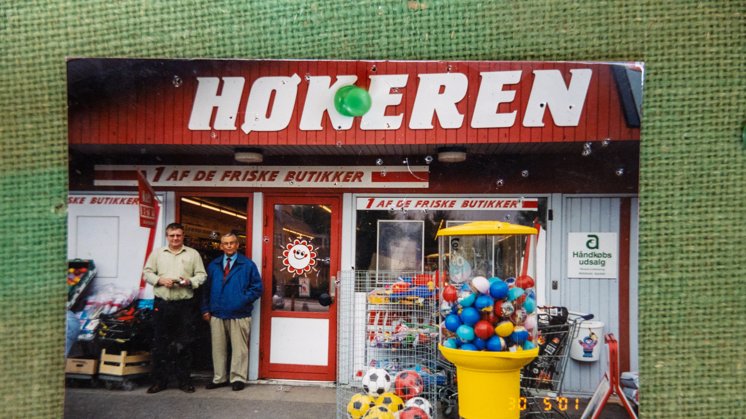 HØKEREN
1 AF DE FRISKE BUTIKKER
SKE BUTIKKER
1 AF DE FRISKE BUTIKKER
a
Håndkøbs
udsalg
30 5'01